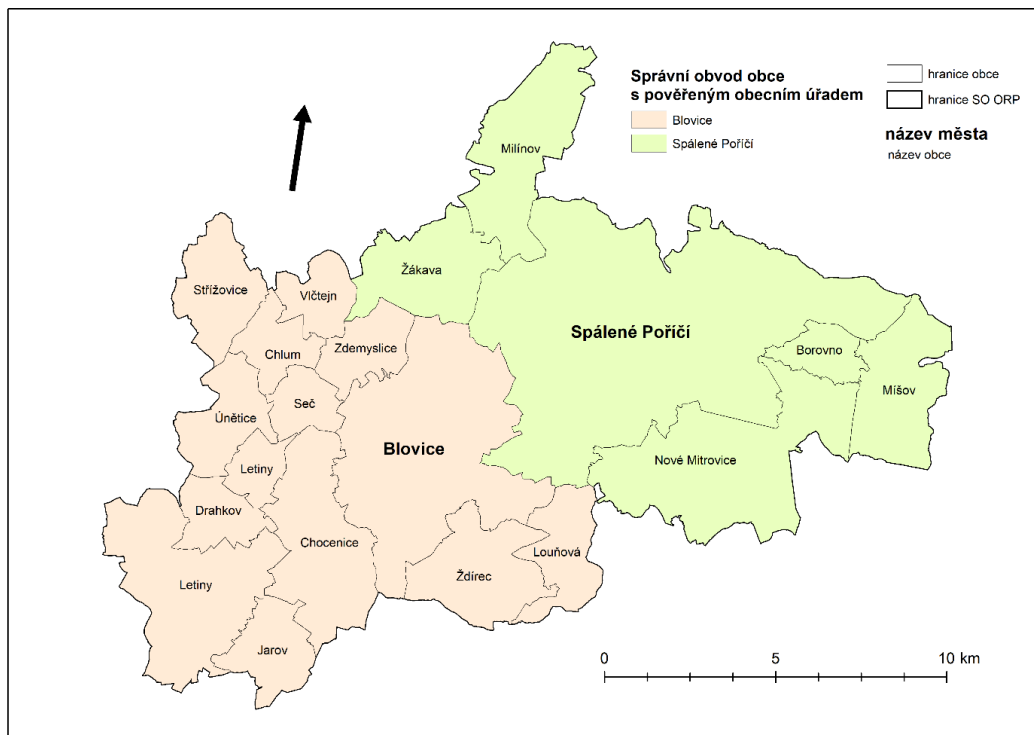 Správní obvod obce
s pověřeným obecním úřadem
Blovice
Spálené Poříčí
hranice obce
hranice SO ORP
název města
název obce
Milínov
Žákava
Střížovice
Vlčtejn
Spálené Poříčí
Zdemyslice
Borovno
Chlum
Míšov
Seč
Únětice
Blovice
Nové Mitrovice
Letiny
Drahkov
Chocenice
Louňová
Ždírec
Letiny
Jarov
0 5 10 km